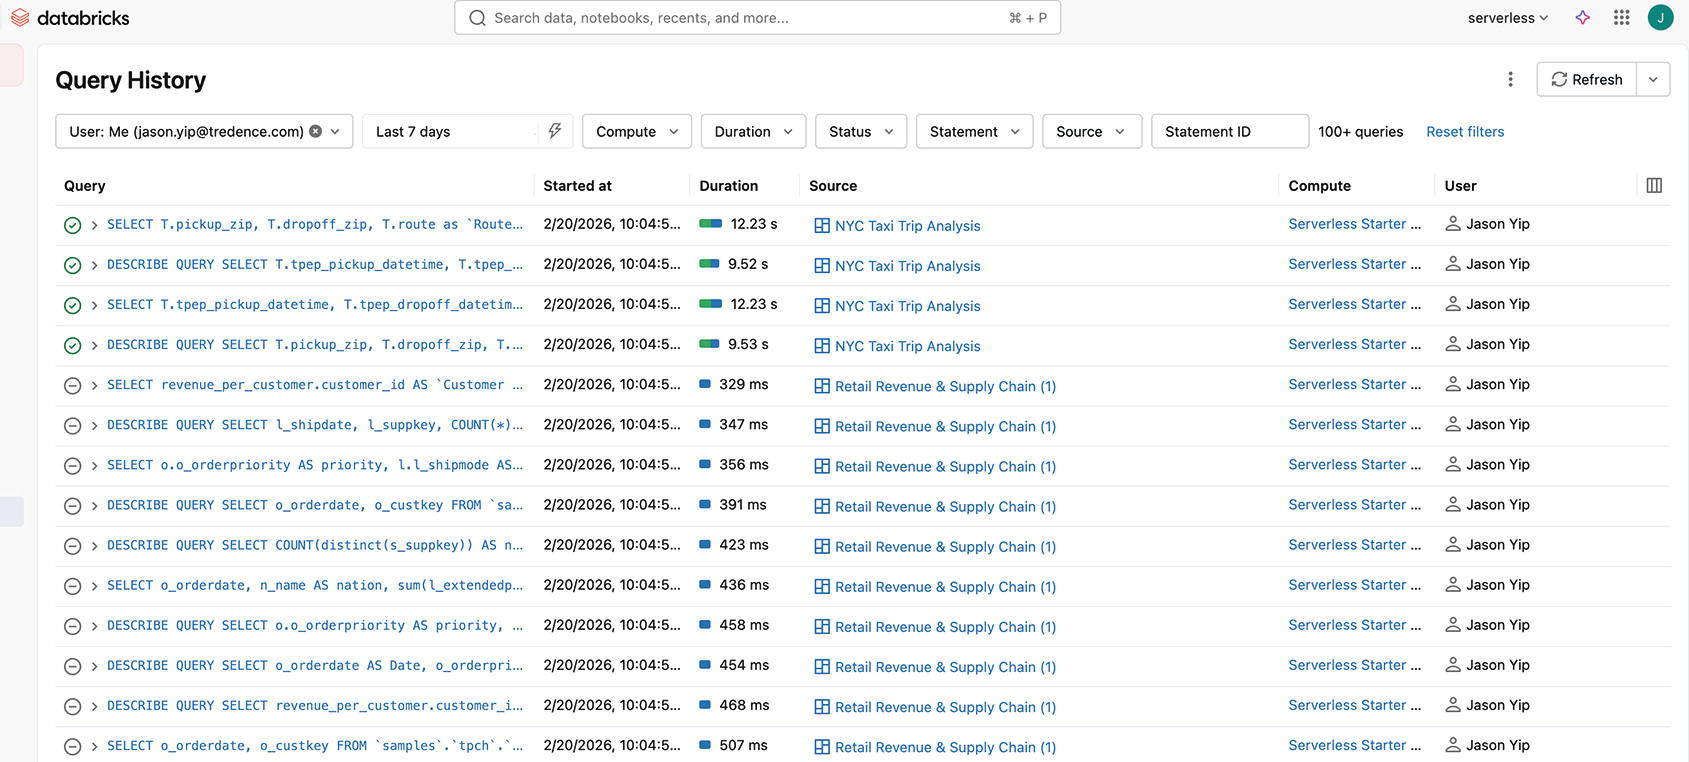 databricks
Search data, notebooks, recents, and more...
⌘ + P
serverless
J
Query History
Refresh
User: Me (jason.yip@tredence.com)
Last 7 days
Compute
Duration
Status
Statement
Source
Statement ID
100+ queries
Reset filters
Query Started at Duration Source Compute User
SELECT T.pickup_zip, T.dropoff_zip, T.route as `Route... 2/20/2026, 10:04:5... 12.23 s NYC Taxi Trip Analysis Serverless Starter ... Jason Yip
DESCRIBE QUERY SELECT T.tpep_pickup_datetime, T.tpep_... 2/20/2026, 10:04:5... 9.52 s NYC Taxi Trip Analysis Serverless Starter ... Jason Yip
SELECT T.tpep_pickup_datetime, T.tpep_dropoff_datetim... 2/20/2026, 10:04:5... 12.23 s NYC Taxi Trip Analysis Serverless Starter ... Jason Yip
DESCRIBE QUERY SELECT T.pickup_zip, T.dropoff_zip, T.... 2/20/2026, 10:04:5... 9.53 s NYC Taxi Trip Analysis Serverless Starter ... Jason Yip
SELECT revenue_per_customer.customer_id AS `Customer ... 2/20/2026, 10:04:5... 329 ms Retail Revenue & Supply Chain (1) Serverless Starter ... Jason Yip
DESCRIBE QUERY SELECT l_shipdate, l_suppkey, COUNT(*)... 2/20/2026, 10:04:5... 347 ms Retail Revenue & Supply Chain (1) Serverless Starter ... Jason Yip
SELECT o.o_orderpriority AS priority, l.l_shipmode AS... 2/20/2026, 10:04:5... 356 ms Retail Revenue & Supply Chain (1) Serverless Starter ... Jason Yip
DESCRIBE QUERY SELECT o_orderdate, o_custkey FROM `sa... 2/20/2026, 10:04:5... 391 ms Retail Revenue & Supply Chain (1) Serverless Starter ... Jason Yip
DESCRIBE QUERY SELECT COUNT(distinct(s_suppkey)) AS n... 2/20/2026, 10:04:5... 423 ms Retail Revenue & Supply Chain (1) Serverless Starter ... Jason Yip
SELECT o_orderdate, n_name AS nation, sum(l_extendedp... 2/20/2026, 10:04:5... 436 ms Retail Revenue & Supply Chain (1) Serverless Starter ... Jason Yip
DESCRIBE QUERY SELECT o.o_orderpriority AS priority, ... 2/20/2026, 10:04:5... 458 ms Retail Revenue & Supply Chain (1) Serverless Starter ... Jason Yip
DESCRIBE QUERY SELECT o_orderdate AS Date, o_orderpri... 2/20/2026, 10:04:5... 454 ms Retail Revenue & Supply Chain (1) Serverless Starter ... Jason Yip
DESCRIBE QUERY SELECT revenue_per_customer.customer_i... 2/20/2026, 10:04:5... 468 ms Retail Revenue & Supply Chain (1) Serverless Starter ... Jason Yip
SELECT o_orderdate, o_custkey FROM `samples`.`tpch`.`... 2/20/2026, 10:04:5... 507 ms Retail Revenue & Supply Chain (1) Serverless Starter ... Jason Yip